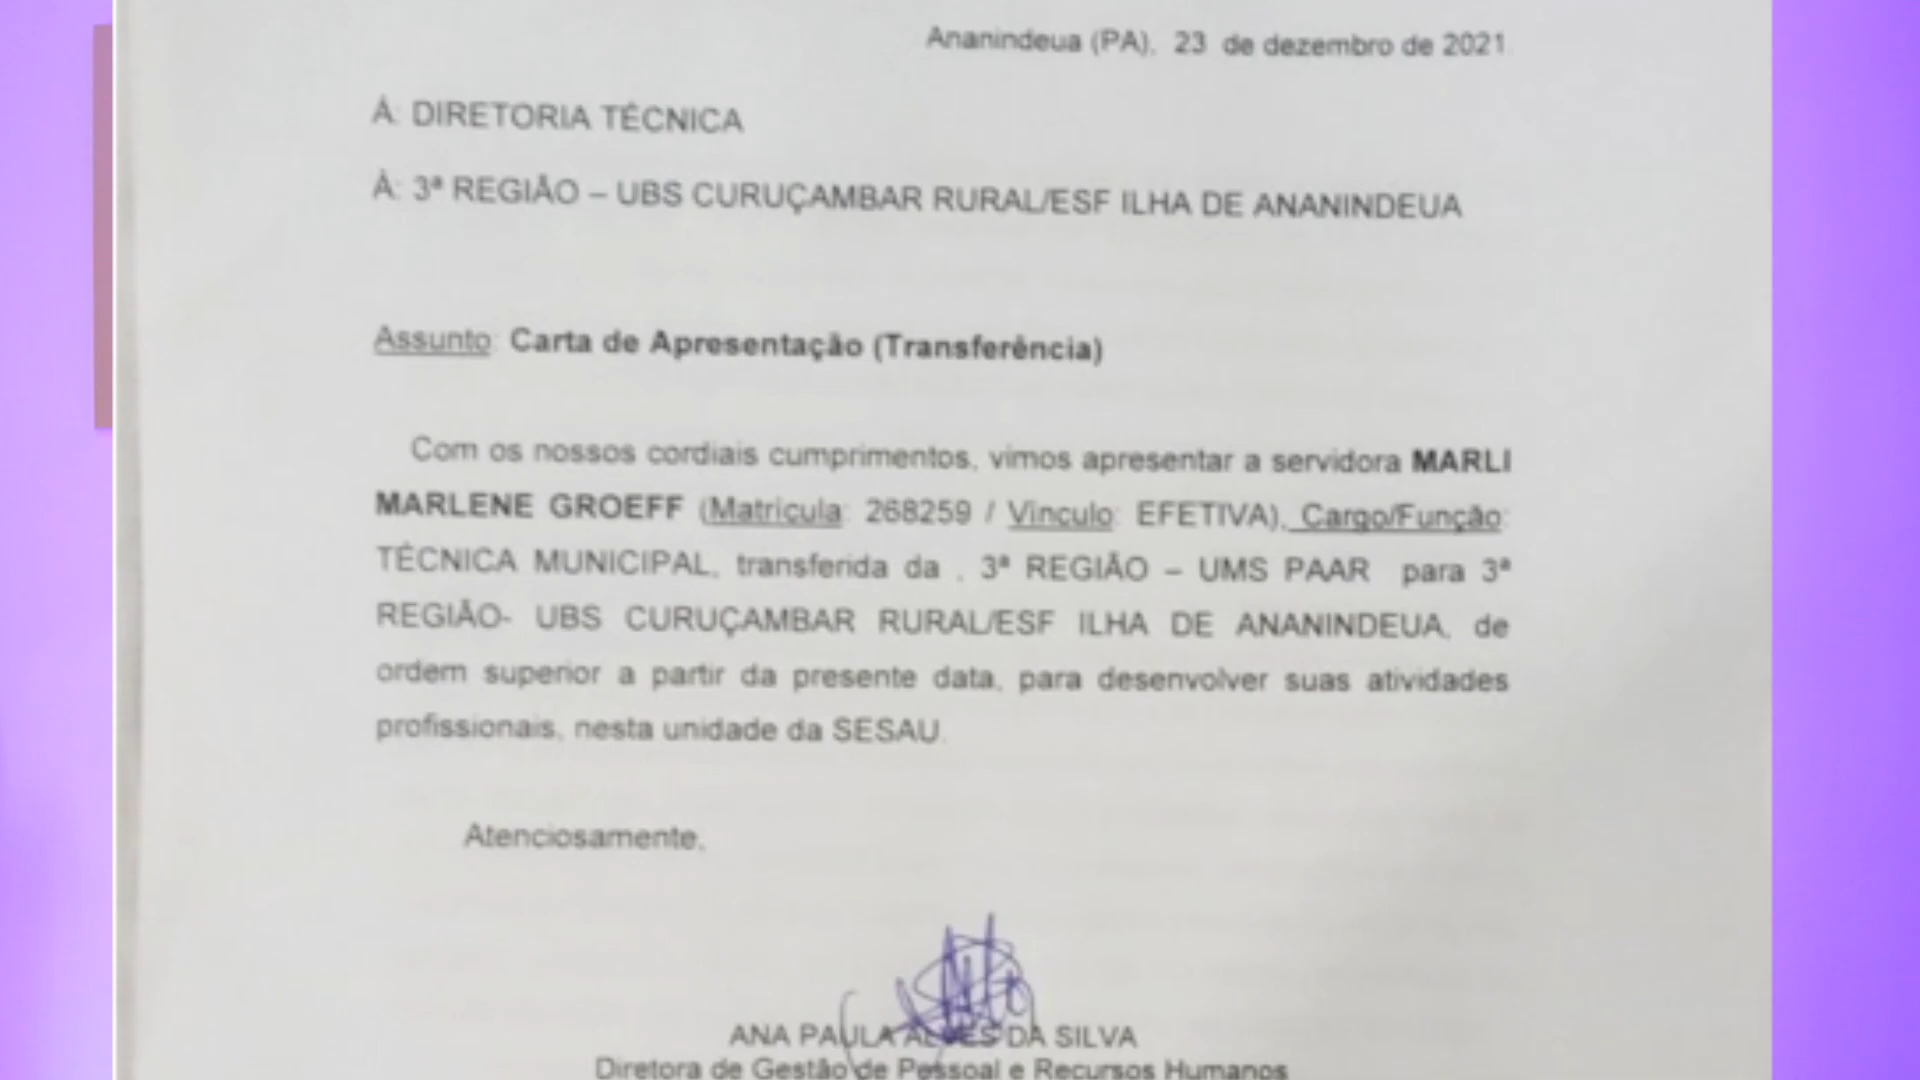 Ananindeua (PA), 23 de dezembro de 2021.
À: DIRETORIA TÉCNICA
À: 3ª REGIÃO – UBS CURUÇAMBAR RURAL/ESF ILHA DE ANANINDEUA
Assunto: Carta de Apresentação (Transferência)
Com os nossos cordiais cumprimentos, vimos apresentar a servidora MARLI
MARLENE GROEFF (Matricula: 268259 / Vinculo: EFETIVA), Cargo/Função:
TÉCNICA MUNICIPAL, transferida da , 3ª REGIÃO – UMS PAAR para 3ª
REGIÃO- UBS CURUÇAMBAR RURAL/ESF ILHA DE ANANINDEUA, de
ordem superior a partir da presente data, para desenvolver suas atividades
profissionais, nesta unidade da SESAU.
Atenciosamente,
ANA PAULA ALVES DA SILVA
Diretora de Gestão de Pessoal e Recursos Humanos